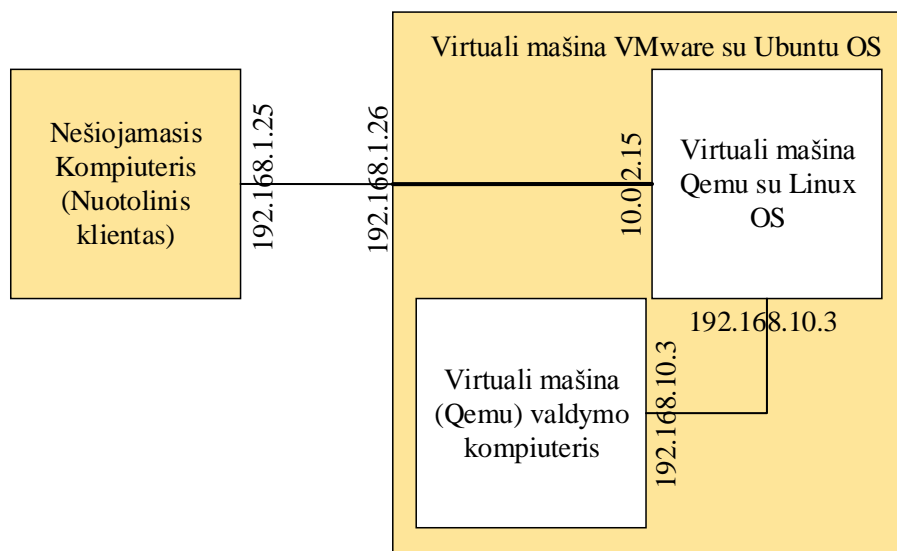 Virtuali mašina VMware su Ubuntu OS
Nešiojamasis
Kompiuteris
(Nuotolinis
klientas)
192.168.1.25
192.168.1.26
10.0.2.15
Virtuali mašina
Qemu su Linux
OS
192.168.10.3
Virtuali mašina
(Qemu) valdymo
kompiuteris
192.168.10.3